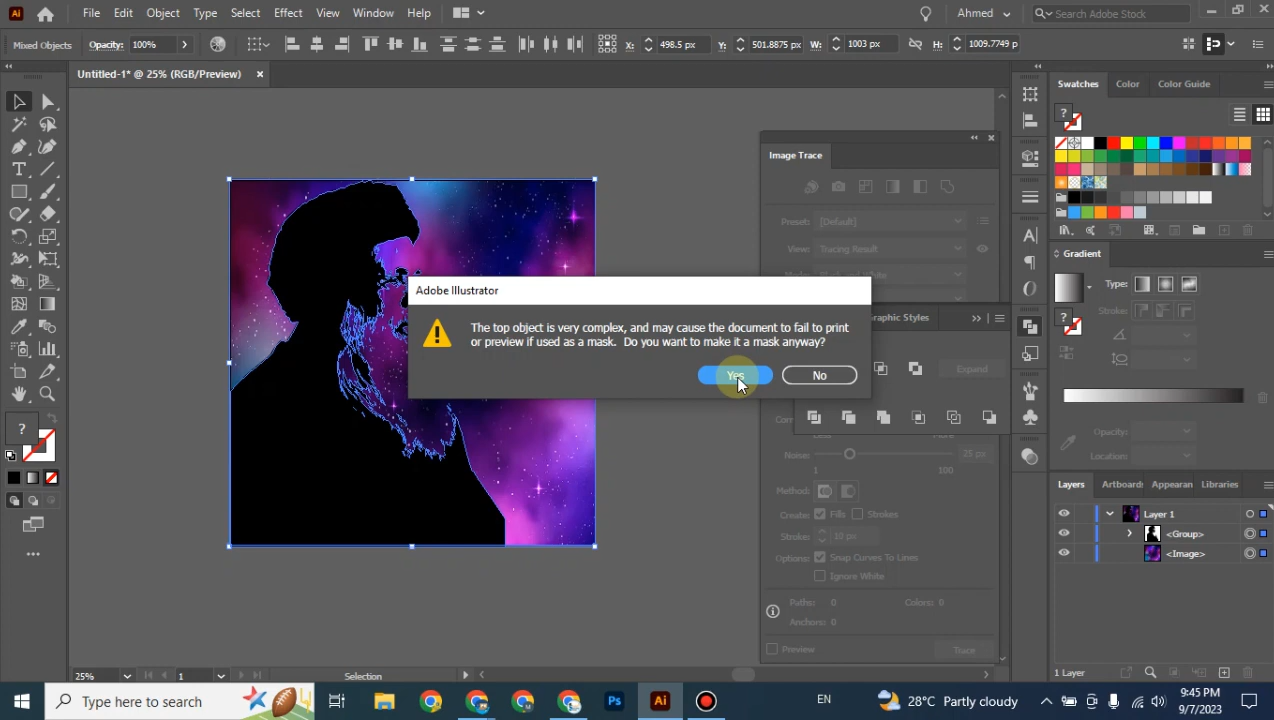 Ai File Edit Object Type Select Effect View Window Help Ahmed Search Adobe Stock
Mixed Objects Opacity: 100% X: 498.5 px Y: 501.8875 px W: 1003 px H: 1009.7749 p
Untitled-1* @ 25% (RGB/Preview)
Swatches Color Color Guide
Image Trace
Preset: [Default]
View: Tracing Result
Gradient
Type:
Stroke:
Adobe Illustrator
The top object is very complex, and may cause the document to fail to print
or preview if used as a mask. Do you want to make it a mask anyway?
Yes No
Graphic Styles
Expand
Opacity:
Location:
Noise: 25 px
1 100
Method:
Create: Fills Strokes
Strokes: 10 px
Options: Snap Curves To Lines
Ignore White
Paths: 0 Colors: 0
Anchors: 0
Preview Trace
Layers Artboards Appearan Libraries
Layer 1
<Group>
<Image>
1 Layer
25% 1 Selection
Type here to search Ps Ai EN 28°C Partly cloudy 9:45 PM
9/7/2023